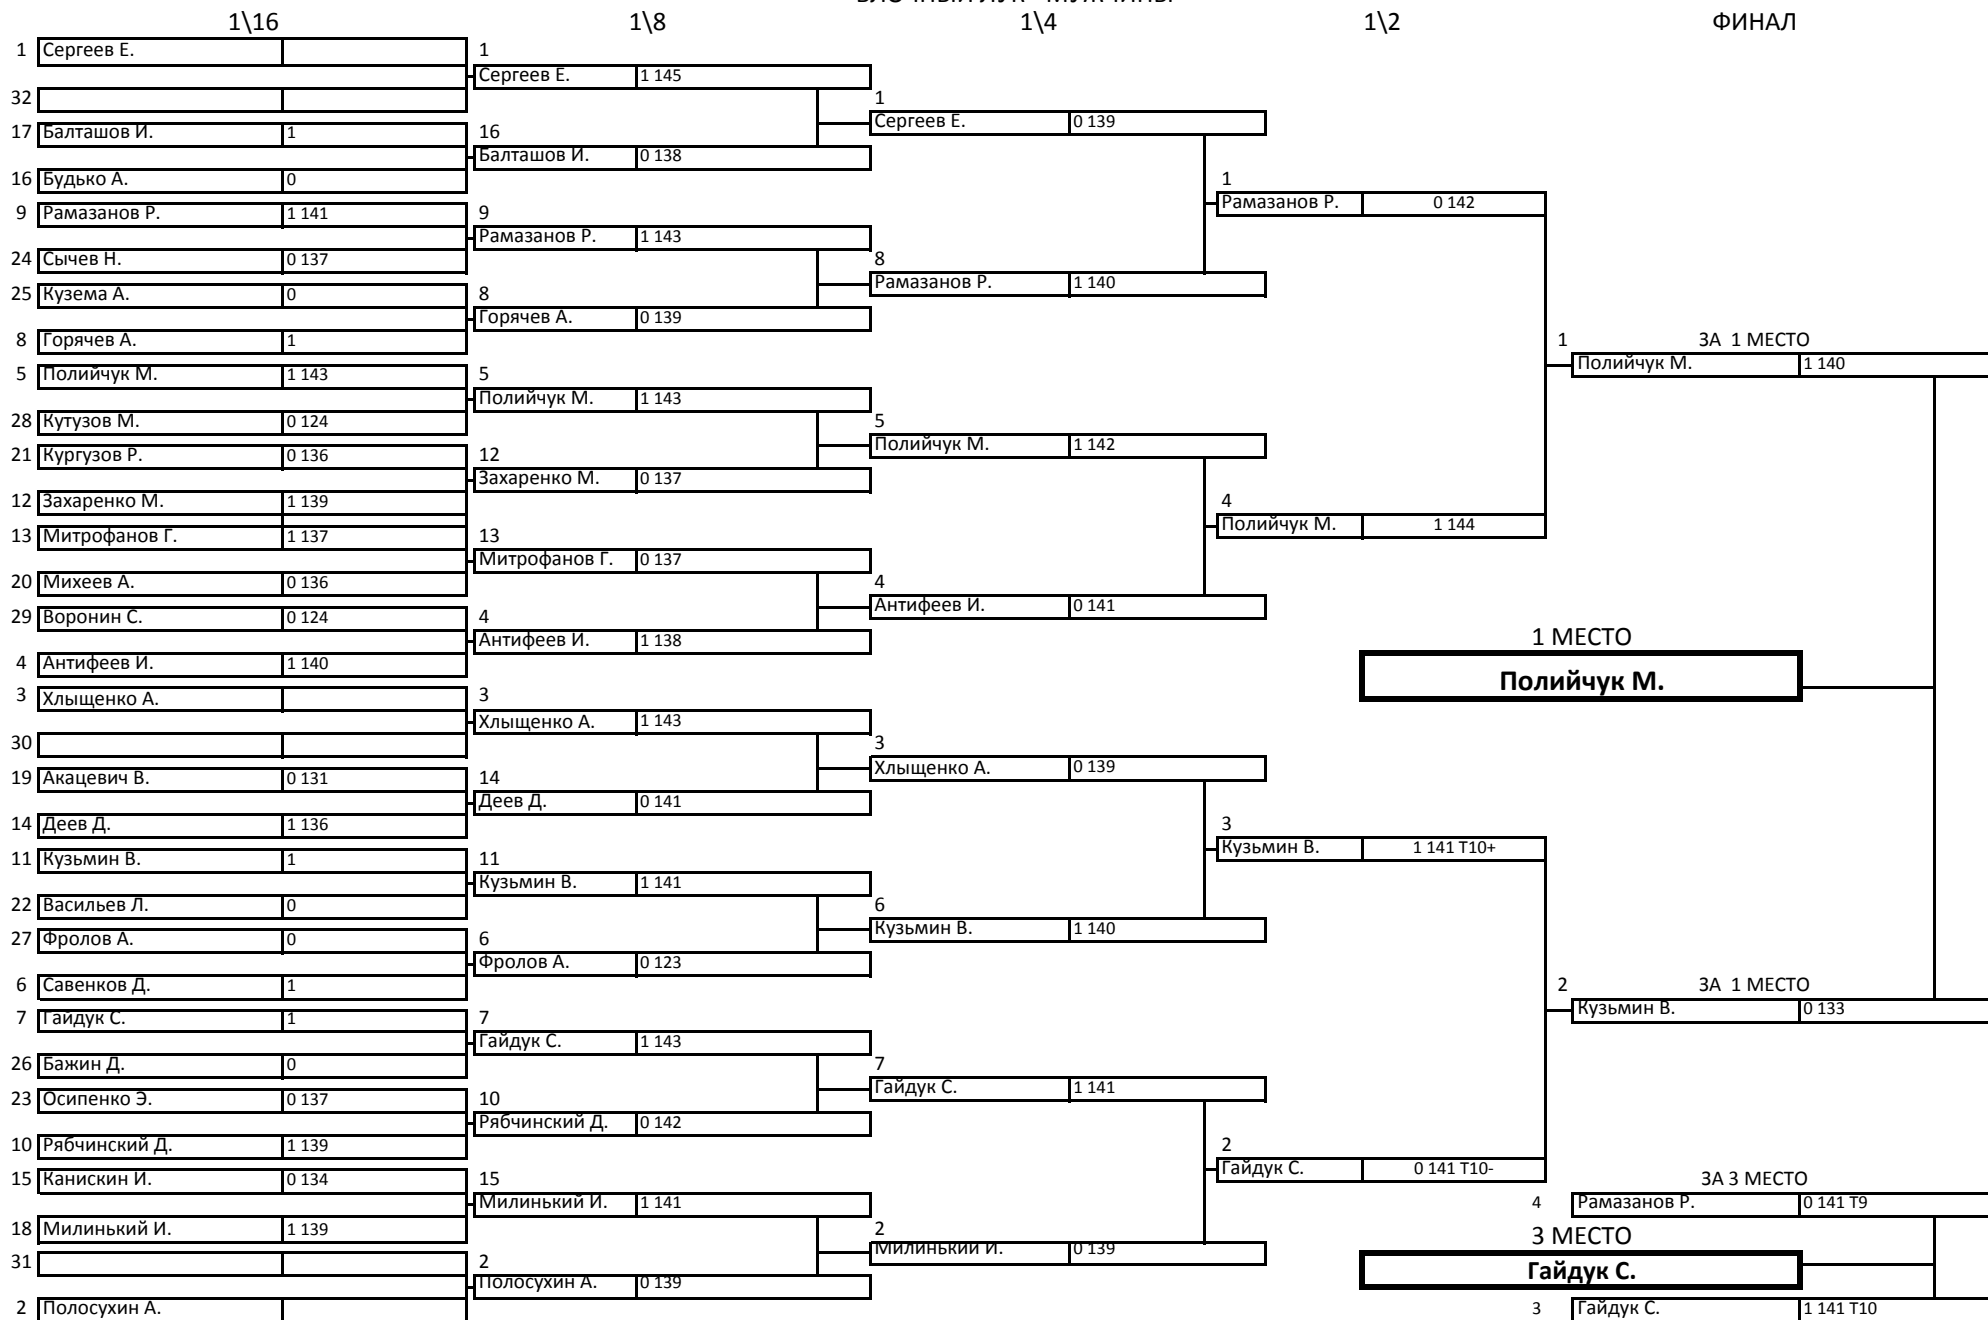 1\16 1\8 1\4 1\2 ФИНАЛ
1 Сергеев Е. 1
Сергеев Е. 1 145
32 1
Сергеев Е. 0 139
17 Балташов И. 1 16
Балташов И. 0 138
16 Будько А. 0 1
Рамазанов Р. 0 142
9 Рамазанов Р. 1 141 9
Рамазанов Р. 1 143
24 Сычев Н. 0 137 8
Рамазанов Р. 1 140
25 Кузема А. 0 8
Горячев А. 0 139
8 Горячев А. 1 1 ЗА 1 МЕСТО
Полийчук М. 1 140
5 Полийчук М. 1 143 5
Полийчук М. 1 143
28 Кутузов М. 0 124 5
Полийчук М. 1 142
21 Кургузов Р. 0 136 12
Захаренко М. 0 137
12 Захаренко М. 1 139 4
Полийчук М. 1 144
13 Митрофанов Г. 1 137 13
Митрофанов Г. 0 137
20 Михеев А. 0 136 4
Антифеев И. 0 141
29 Воронин С. 0 124 4
Антифеев И. 1 138 1 МЕСТО
4 Антифеев И. 1 140
Полийчук М.
3 Хлыщенко А. 3
Хлыщенко А. 1 143
30 3
Хлыщенко А. 0 139
19 Акацевич В. 0 131 14
Деев Д. 0 141
14 Деев Д. 1 136 3
Кузьмин В. 1 141 Т10+
11 Кузьмин В. 1 11
Кузьмин В. 1 141
22 Васильев Л. 0 6
Кузьмин В. 1 140
27 Фролов А. 0 6
Фролов А. 0 123
6 Савенков Д. 1 2 ЗА 1 МЕСТО
Кузьмин В. 0 133
7 Гайдук С. 1 7
Гайдук С. 1 143
26 Бажин Д. 0 7
Гайдук С. 1 141
23 Осипенко Э. 0 137 10
Рябчинский Д. 0 142
10 Рябчинский Д. 1 139 2
Гайдук С. 0 141 Т10-
15 Канискин И. 0 134 15 ЗА 3 МЕСТО
Милинький И. 1 141 4 Рамазанов Р. 0 141 Т9
18 Милинький И. 1 139 2 3 МЕСТО
Милинький И. 0 139
31 2 Гайдук С.
Полосухин А. 0 139
2 Полосухин А. 3 Гайдук С. 1 141 Т10